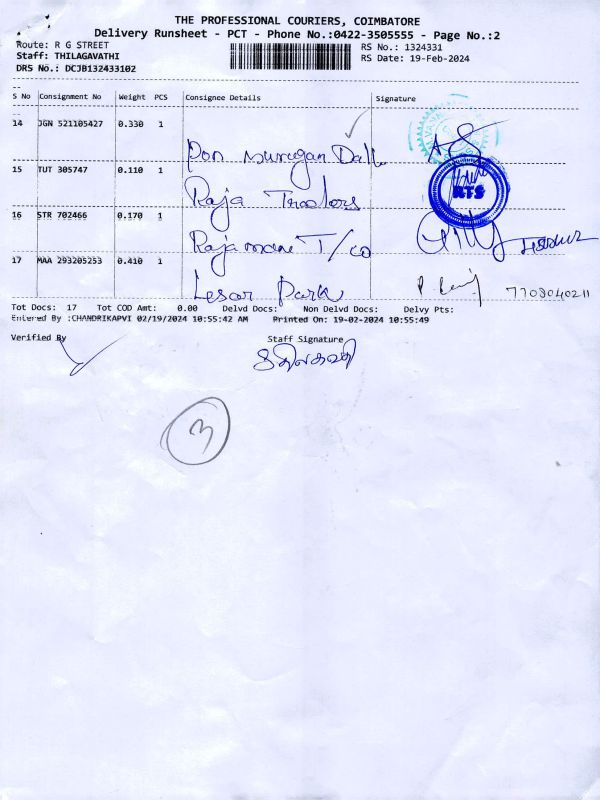 THE PROFESSIONAL COURIERS, COIMBATORE
Delivery Runsheet - PCT - Phone No.:0422-3505555 - Page No.:2
Route: R G STREET
RS No.: 1324331
Staff: THILAGAVATHI
RS Date: 19-Feb-2024
DRS No.: DCJB132433102
S No Consignment No Weight PCS Consignee Details Signature
14 JGN 521105427 0.330 1
Pon murugan Dall
15 TUT 305747 0.110 1
Raja Traders
RTS
16 STR 702466 0.170 1
Rajamane T/co
17 MAA 293205253 0.410 1
Lesar Park
7708040211
Tot Docs: 17 Tot COD Amt: 0.00 Delvd Docs: Non Delvd Docs: Delvy Pts:
Entered By :CHANDRIKAPVI 02/19/2024 10:55:42 AM Printed On: 19-02-2024 10:55:49
Verified By Staff Signature
திலகவதி
3